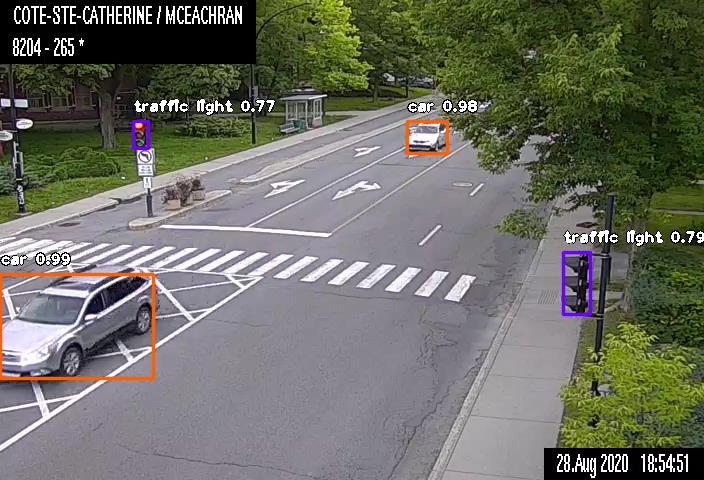 COTE-STE-CATHERINE / MCEACHRAN
8204 - 265 *
traffic light 0.77
car 0.98
traffic light 0.79
car 0.99
28.Aug 2020 18:54:51